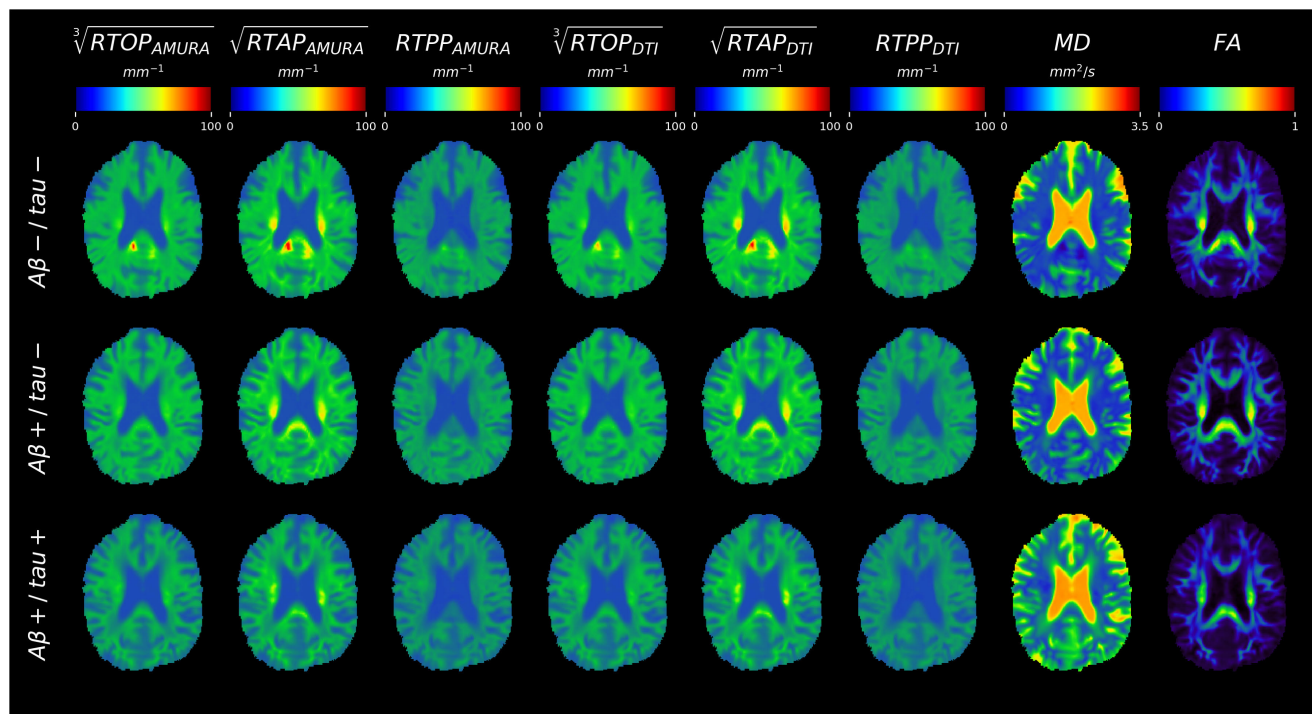 ∛RTOP_AMURA √RTAP_AMURA RTPP_AMURA ∛RTOP_DTI √RTAP_DTI RTPP_DTI MD FA
mm⁻¹ mm⁻¹ mm⁻¹ mm⁻¹ mm⁻¹ mm⁻¹ mm²/s
0 100 0 100 0 100 0 100 0 100 0 100 0 3.5 0 1
Aβ − / tau −
Aβ + / tau −
Aβ + / tau +